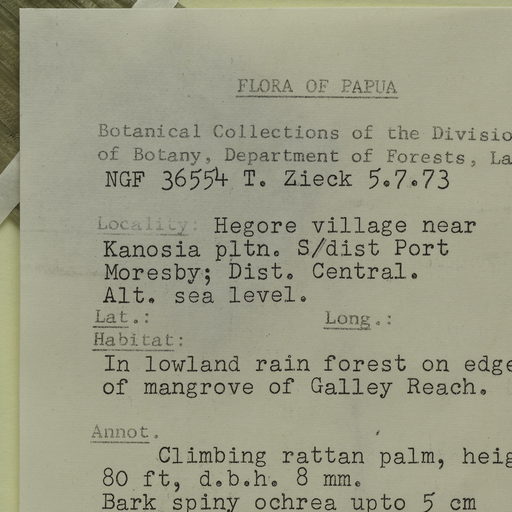 FLORA OF PAPUA
Botanical Collections of the Divisio
of Botany, Department of Forests, La
NGF 36554 T. Zieck 5.7.73
Locality: Hegore village near
Kanosia pltn. S/dist Port
Moresby; Dist. Central.
Alt. sea level.
Lat.: Long.:
Habitat:
In lowland rain forest on edge
of mangrove of Galley Reach.
Annot.
Climbing rattan palm, heig
80 ft, d.b.h. 8 mm.
Bark spiny ochrea upto 5 cm